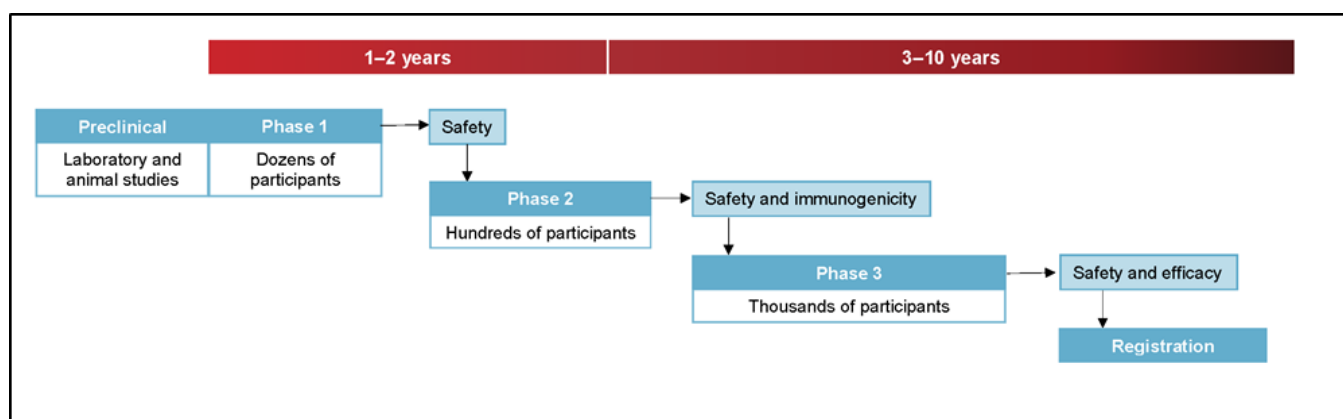 1–2 years
3–10 years
Preclinical
Phase 1
Safety
Laboratory and
animal studies
Dozens of
participants
Phase 2
Safety and immunogenicity
Hundreds of participants
Phase 3
Safety and efficacy
Thousands of participants
Registration